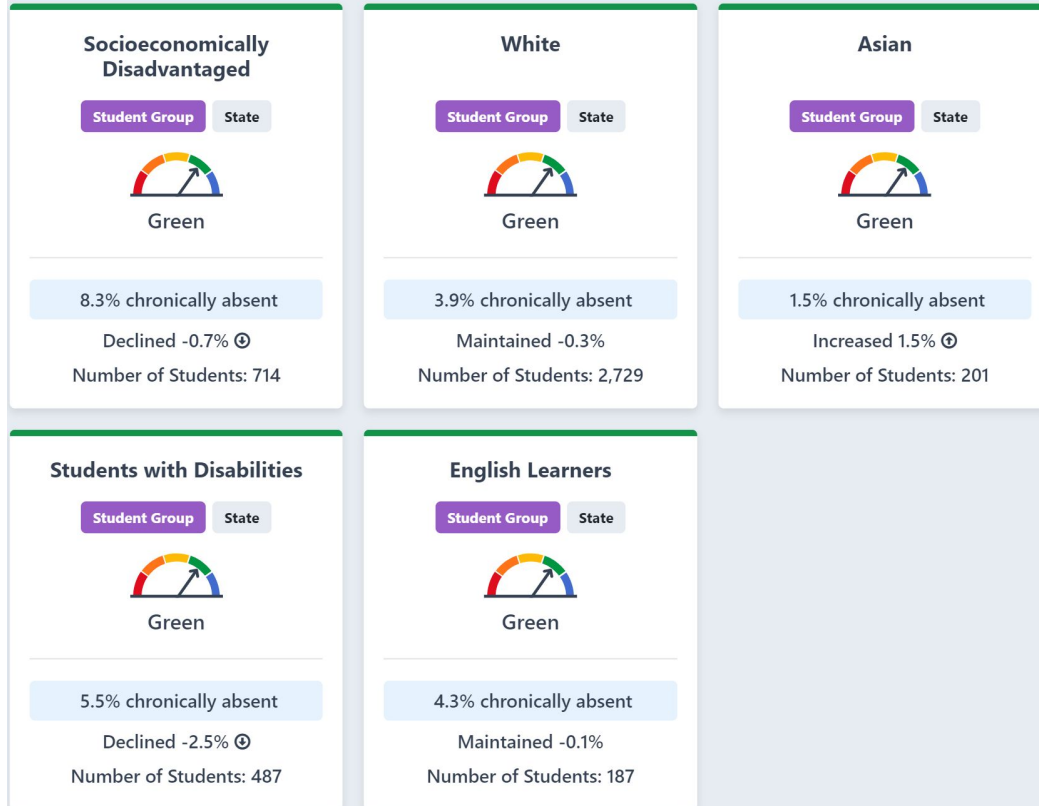 Socioeconomically
Disadvantaged
Student Group State
Green
8.3% chronically absent
Declined -0.7%
Number of Students: 714
White
Student Group State
Green
3.9% chronically absent
Maintained -0.3%
Number of Students: 2,729
Asian
Student Group State
Green
1.5% chronically absent
Increased 1.5%
Number of Students: 201
Students with Disabilities
Student Group State
Green
5.5% chronically absent
Declined -2.5%
Number of Students: 487
English Learners
Student Group State
Green
4.3% chronically absent
Maintained -0.1%
Number of Students: 187